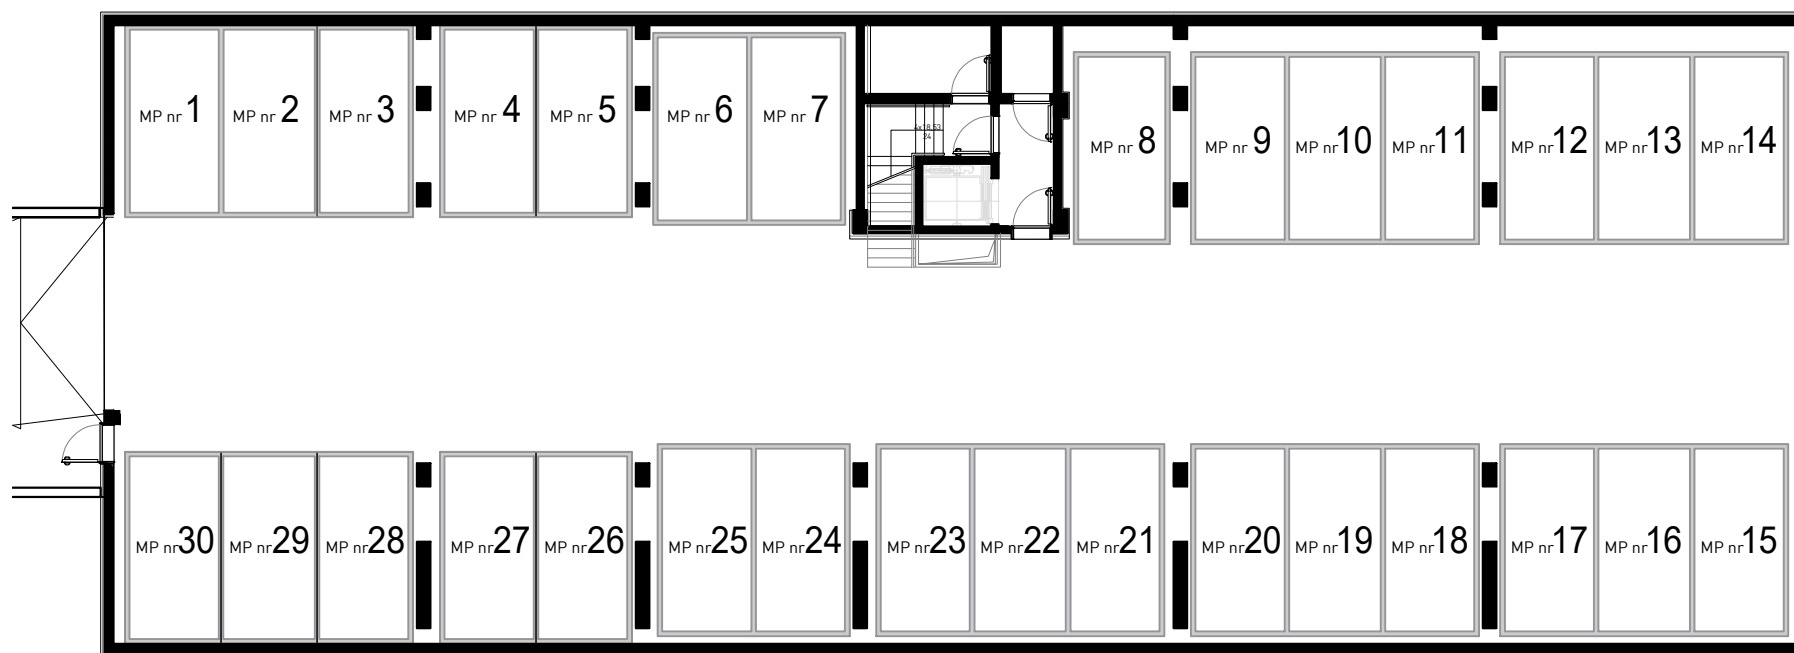 MP nr 1
MP nr 2
MP nr 3
MP nr 4
MP nr 5
MP nr 6
MP nr 7
4x18,53
24
MP nr 8
MP nr 9
MP nr 10
MP nr 11
MP nr 12
MP nr 13
MP nr 14
MP nr 30
MP nr 29
MP nr 28
MP nr 27
MP nr 26
MP nr 25
MP nr 24
MP nr 23
MP nr 22
MP nr 21
MP nr 20
MP nr 19
MP nr 18
MP nr 17
MP nr 16
MP nr 15